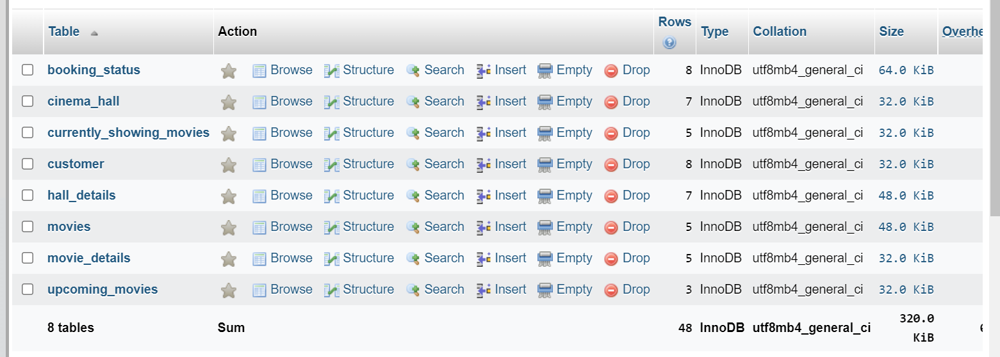 Table Action Rows Type Collation Size Overhe
booking_status Browse Structure Search Insert Empty Drop 8 InnoDB utf8mb4_general_ci 64.0 KiB
cinema_hall Browse Structure Search Insert Empty Drop 7 InnoDB utf8mb4_general_ci 32.0 KiB
currently_showing_movies Browse Structure Search Insert Empty Drop 5 InnoDB utf8mb4_general_ci 32.0 KiB
customer Browse Structure Search Insert Empty Drop 8 InnoDB utf8mb4_general_ci 32.0 KiB
hall_details Browse Structure Search Insert Empty Drop 7 InnoDB utf8mb4_general_ci 48.0 KiB
movies Browse Structure Search Insert Empty Drop 5 InnoDB utf8mb4_general_ci 48.0 KiB
movie_details Browse Structure Search Insert Empty Drop 5 InnoDB utf8mb4_general_ci 32.0 KiB
upcoming_movies Browse Structure Search Insert Empty Drop 3 InnoDB utf8mb4_general_ci 32.0 KiB
8 tables Sum 48 InnoDB utf8mb4_general_ci 320.0
KiB